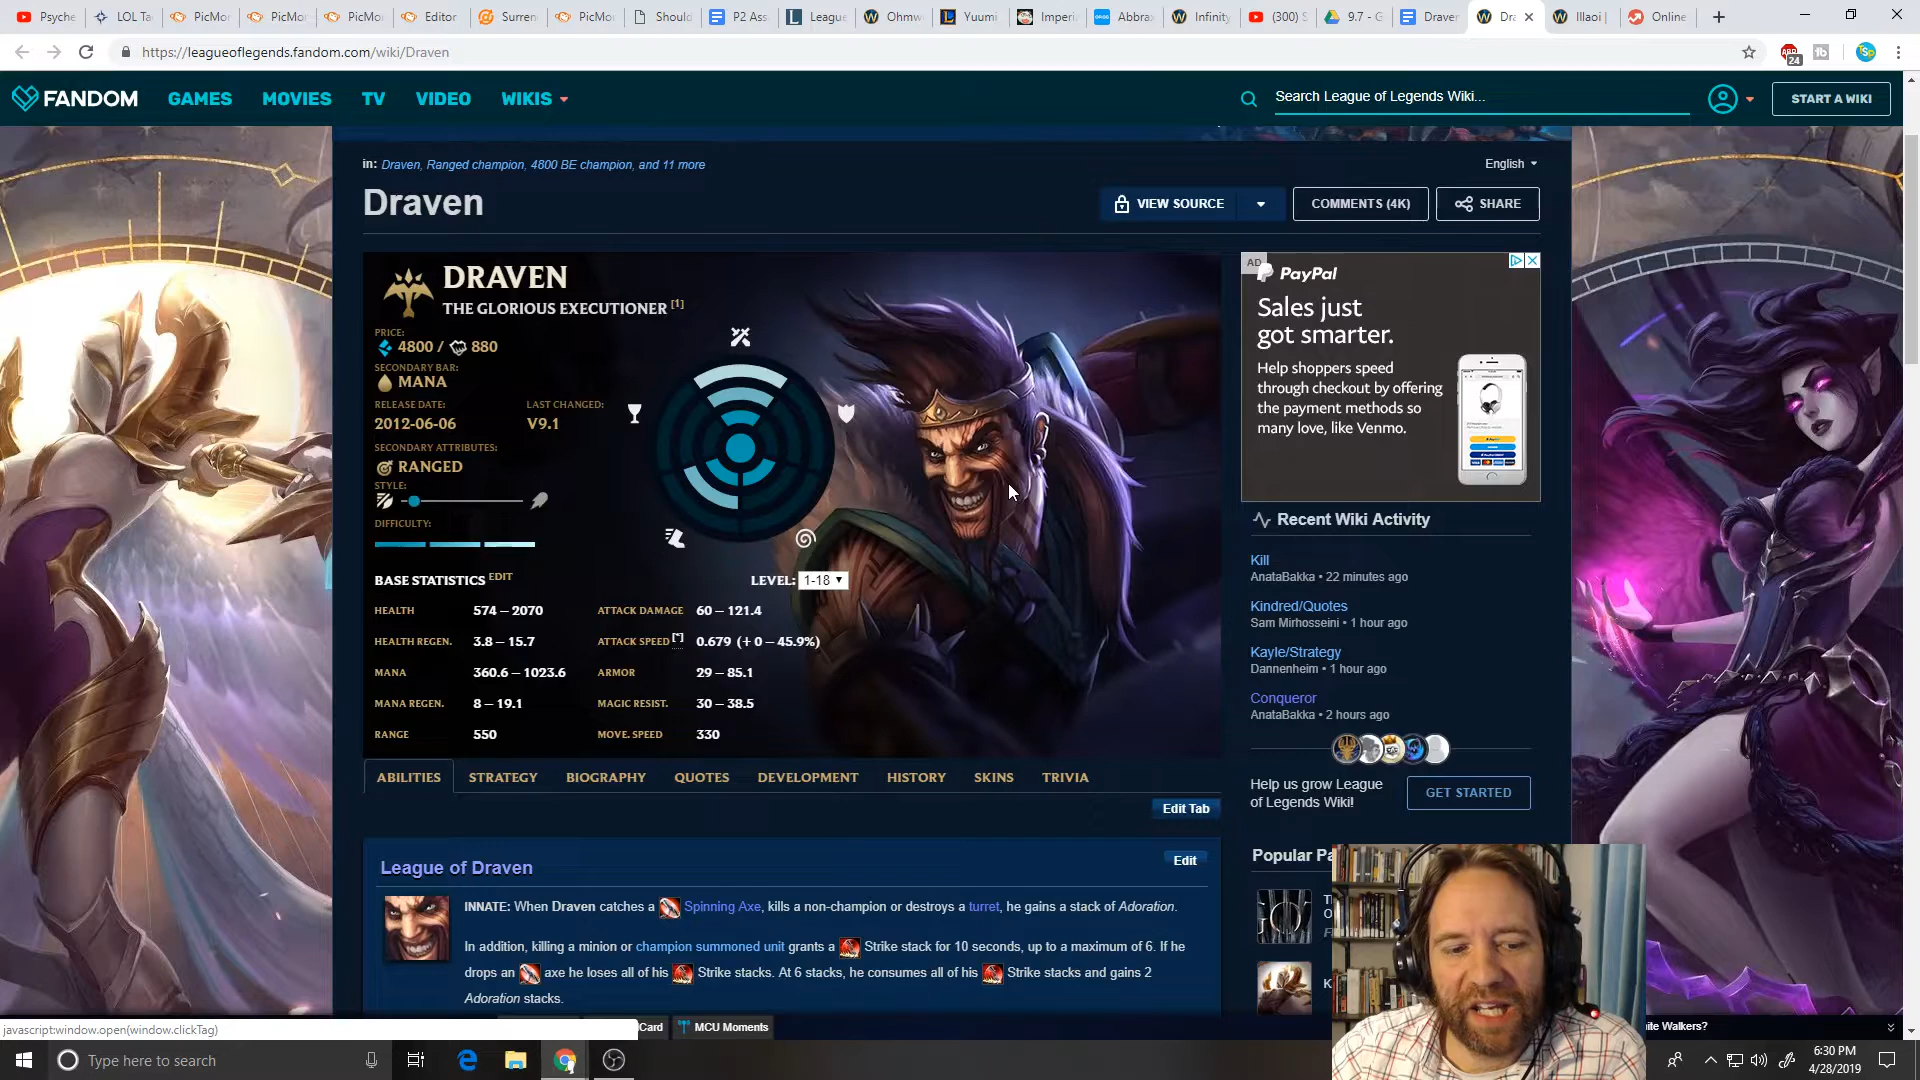 Psyche
LOL Ta
PicMon
PicMon
PicMon
Editor
Surren
PicMon
Should
P2 Ass
League
Ohmw
Yuumi
Imperi
Abbra
Infinity
(300) S
9.7 - G
Draven
Dra
Illaoi |
Online
https://leagueoflegends.fandom.com/wiki/Draven
24
FANDOM GAMES MOVIES TV VIDEO WIKIS
Search League of Legends Wiki...
START A WIKI
in: Draven, Ranged champion, 4800 BE champion, and 11 more
English
Draven
VIEW SOURCE
COMMENTS (4K)
SHARE
DRAVEN
THE GLORIOUS EXECUTIONER [1]
PRICE:
4800 / 880
SECONDARY BAR:
MANA
RELEASE DATE: LAST CHANGED:
2012-06-06 V9.1
SECONDARY ATTRIBUTES:
RANGED
STYLE:
DIFFICULTY:
BASE STATISTICS EDIT
LEVEL: 1-18
HEALTH 574 – 2070 ATTACK DAMAGE 60 – 121.4
HEALTH REGEN. 3.8 – 15.7 ATTACK SPEED [*] 0.679 (+ 0 – 45.9%)
MANA 360.6 – 1023.6 ARMOR 29 – 85.1
MANA REGEN. 8 – 19.1 MAGIC RESIST. 30 – 38.5
RANGE 550 MOVE. SPEED 330
ABILITIES STRATEGY BIOGRAPHY QUOTES DEVELOPMENT HISTORY SKINS TRIVIA
Edit Tab
League of Draven
Edit
INNATE: When Draven catches a Spinning Axe, kills a non-champion or destroys a turret, he gains a stack of Adoration.
In addition, killing a minion or champion summoned unit grants a Strike stack for 10 seconds, up to a maximum of 6. If he
drops an axe he loses all of his Strike stacks. At 6 stacks, he consumes all of his Strike stacks and gains 2
Adoration stacks.
AD
PayPal
Sales just
got smarter.
Help shoppers speed
through checkout by offering
the payment methods so
many love, like Venmo.
Recent Wiki Activity
Kill
AnataBakka • 22 minutes ago
Kindred/Quotes
Sam Mirhosseini • 1 hour ago
Kayle/Strategy
Dannenheim • 1 hour ago
Conqueror
AnataBakka • 2 hours ago
Help us grow League
of Legends Wiki!
GET STARTED
Popular Pa
T
O
F
K
javascript:window.open(window.clickTag)
Card
MCU Moments
ite Walkers?
Type here to search
6:30 PM
4/28/2019